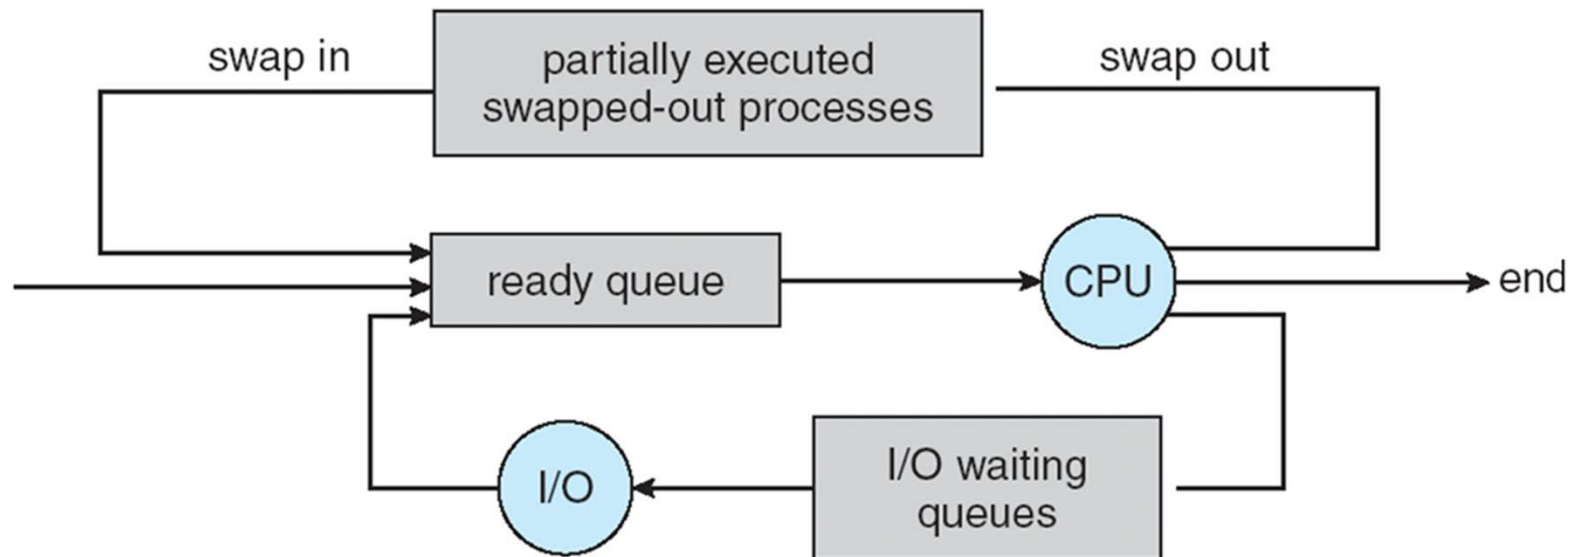 swap in
partially executed
swapped-out processes
swap out
ready queue
CPU
end
I/O
I/O waiting
queues